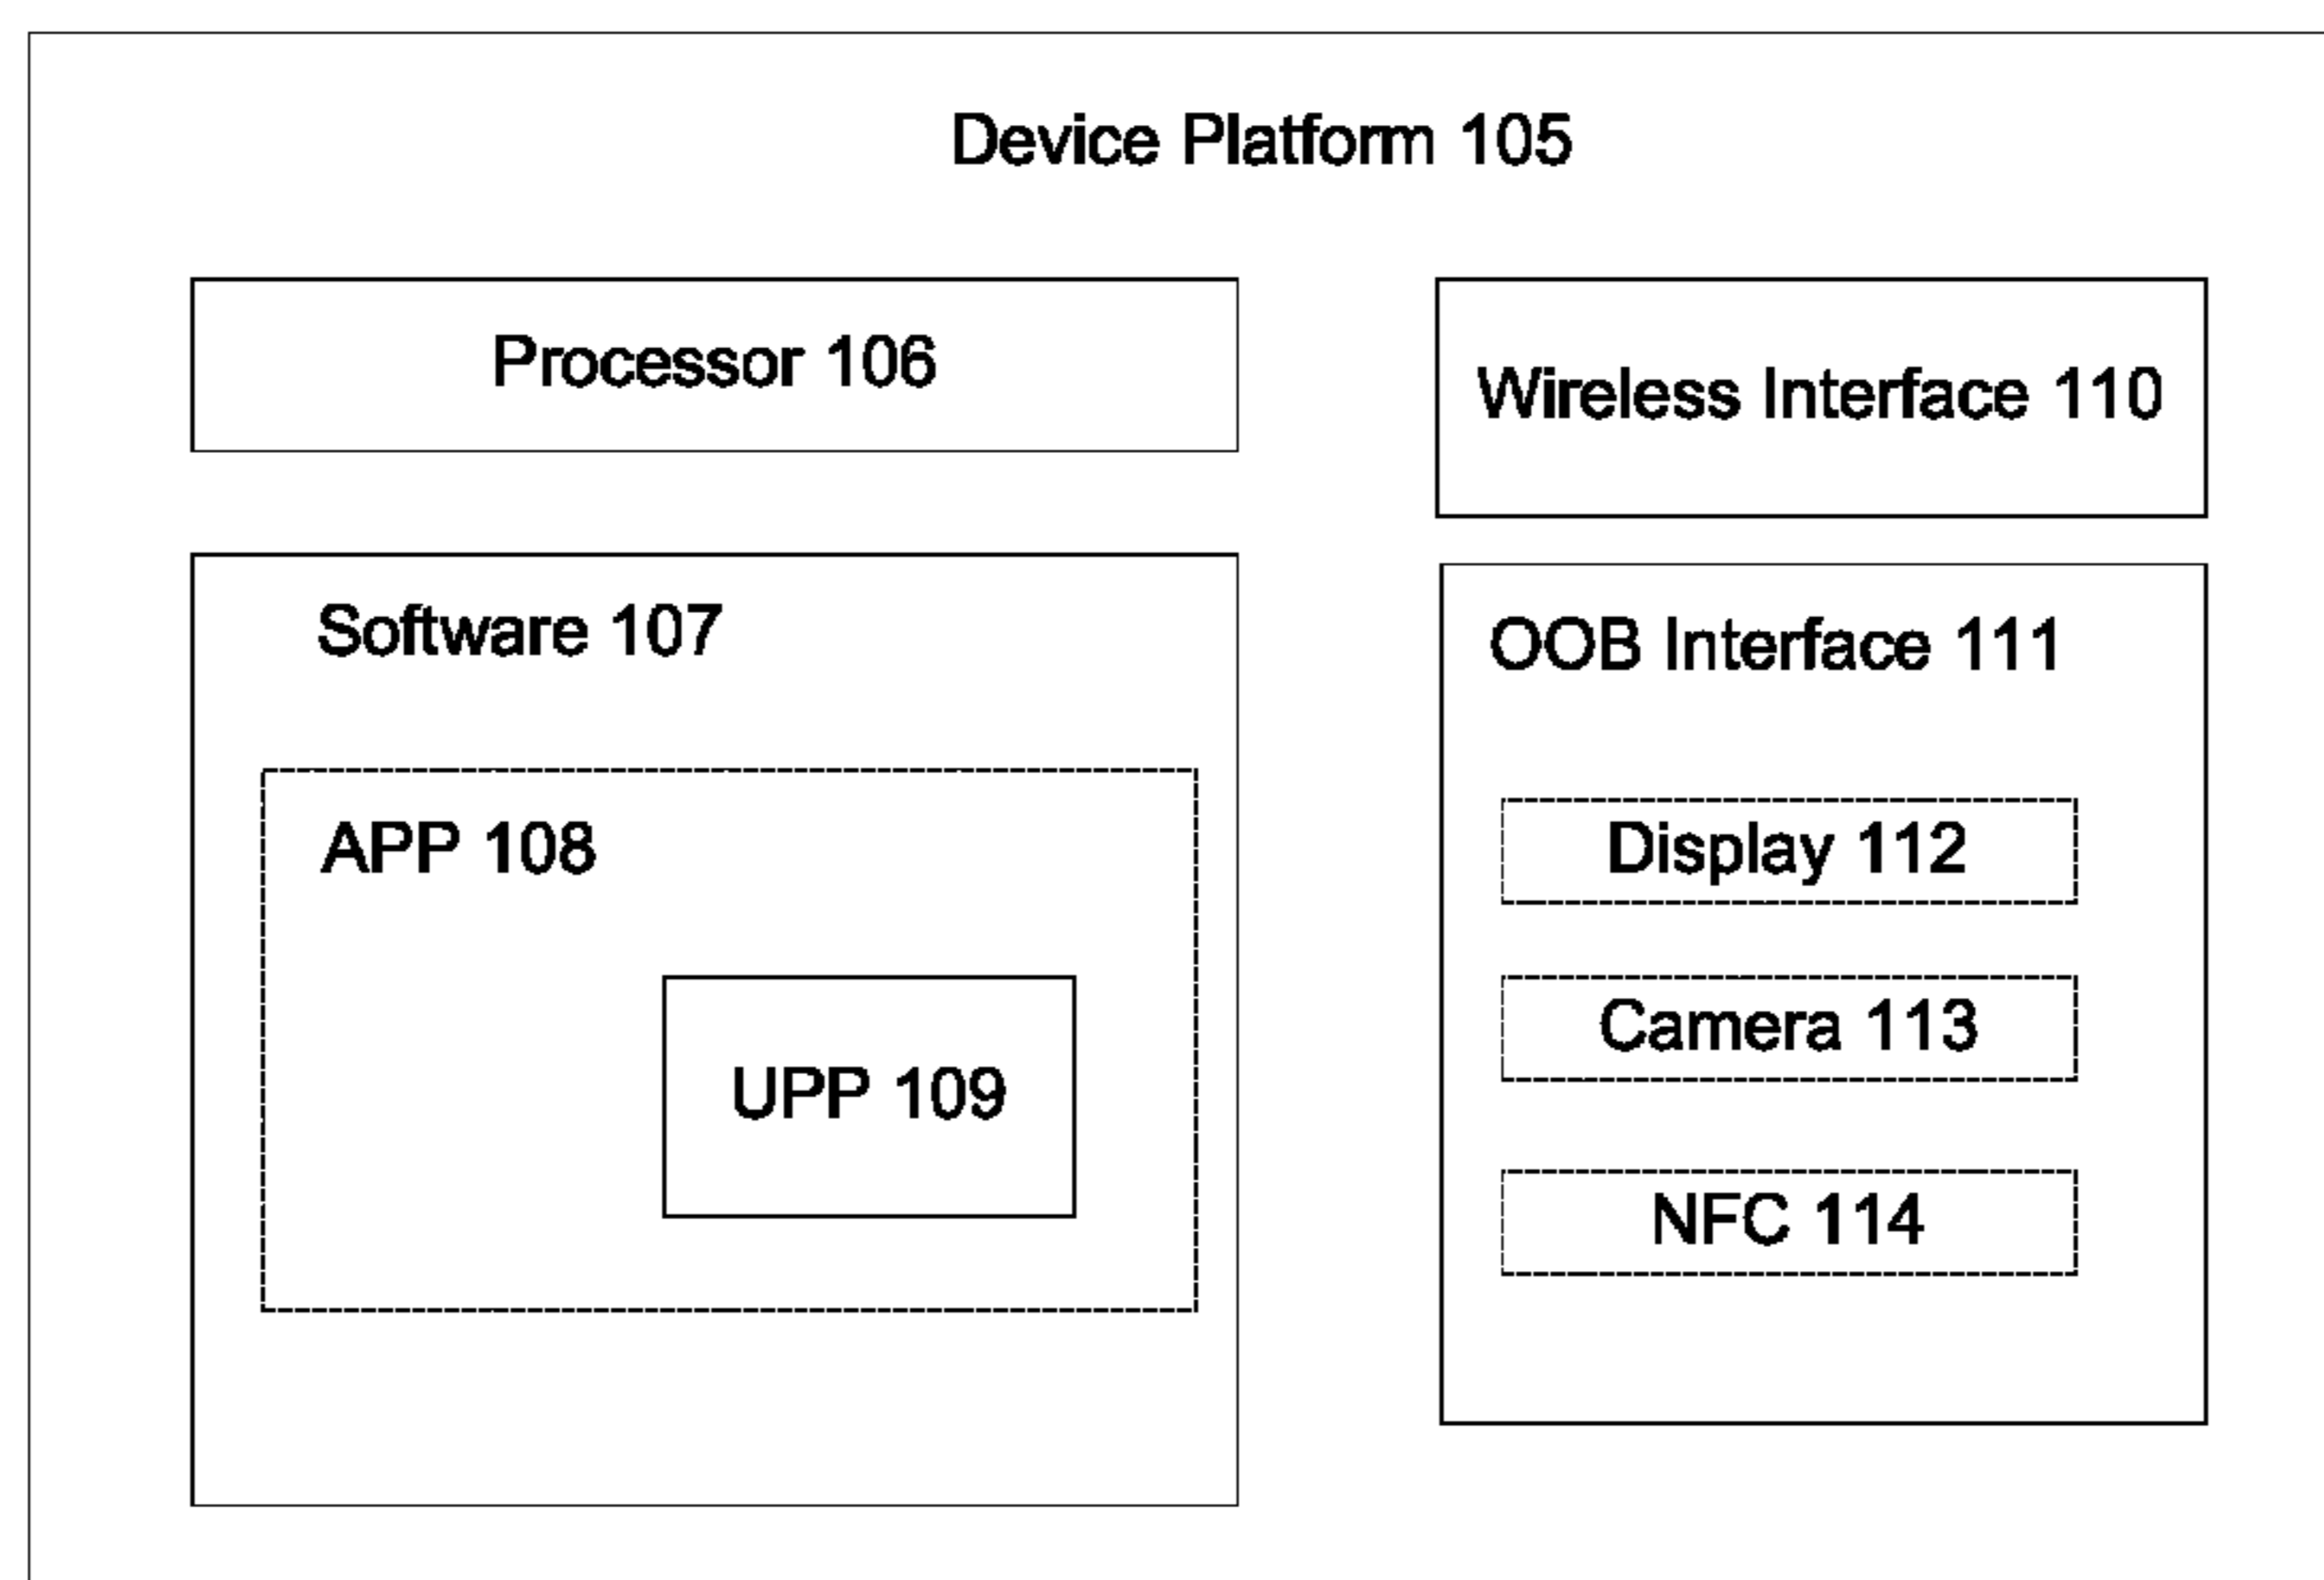 Device Platform 105
Processor 106
Wireless Interface 110
Software 107
APP 108
UPP 109
OOB Interface 111
Display 112
Camera 113
NFC 114